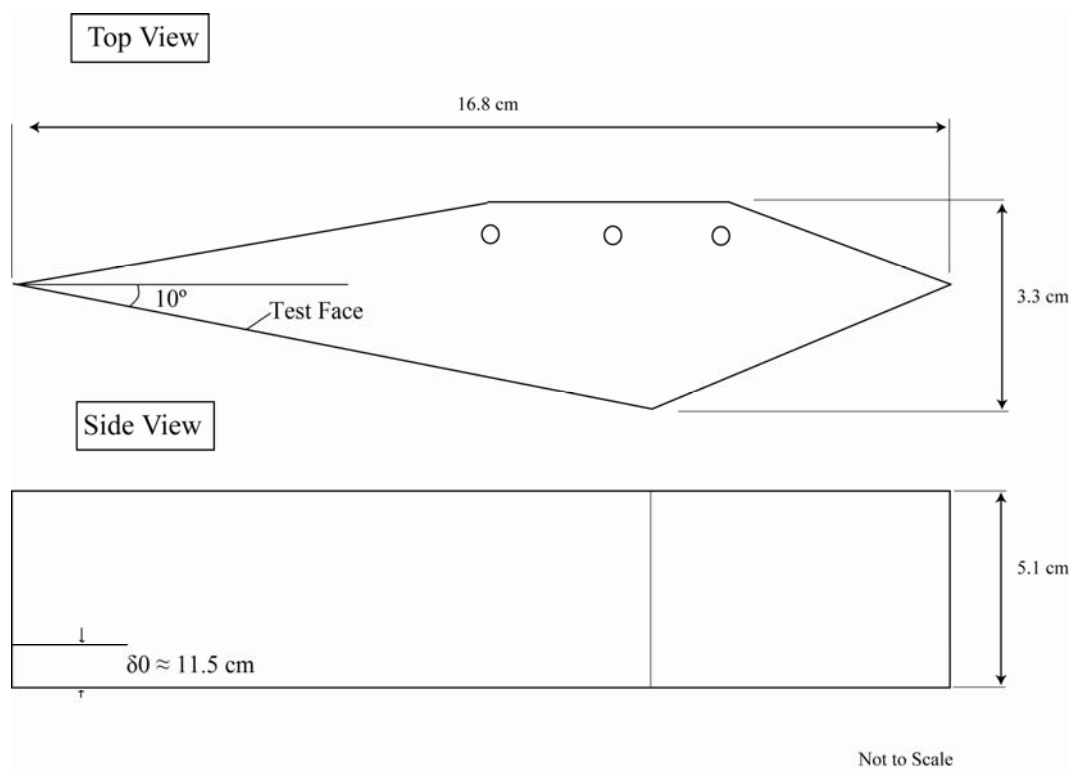 Top View
16.8 cm
10º
Test Face
3.3 cm
Side View
5.1 cm
δ0 ≈ 11.5 cm
Not to Scale